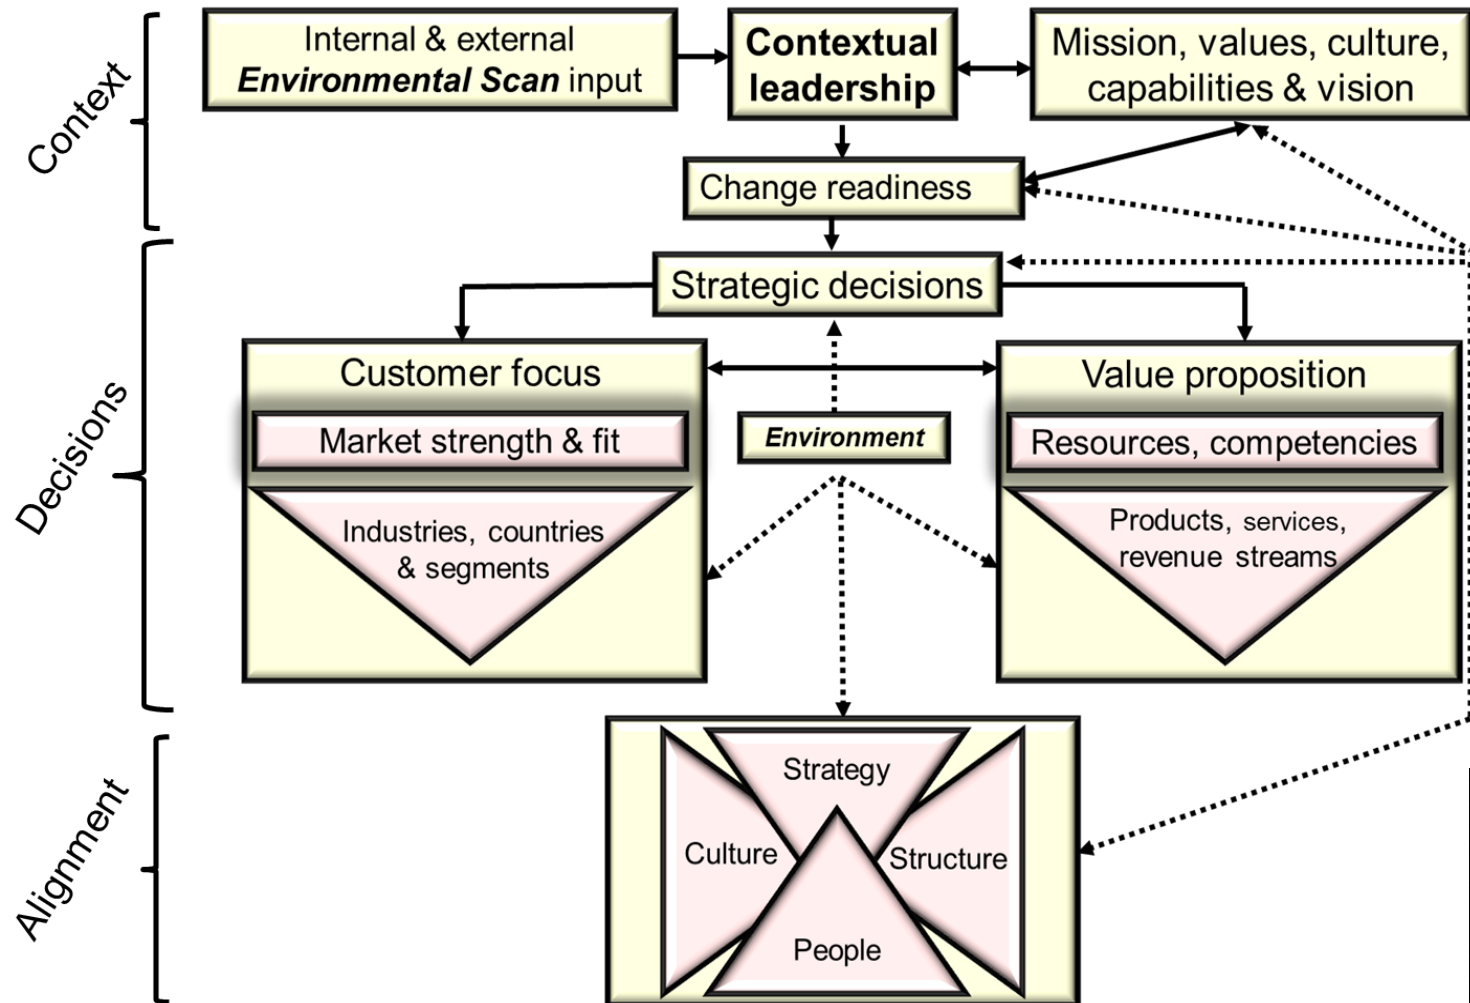 Context
Internal & external
Environmental Scan input
Contextual
leadership
Mission, values, culture,
capabilities & vision
Change readiness
Decisions
Strategic decisions
Customer focus
Market strength & fit
Industries, countries
& segments
Environment
Value proposition
Resources, competencies
Products, services,
revenue streams
Alignment
Strategy
Culture
Structure
People